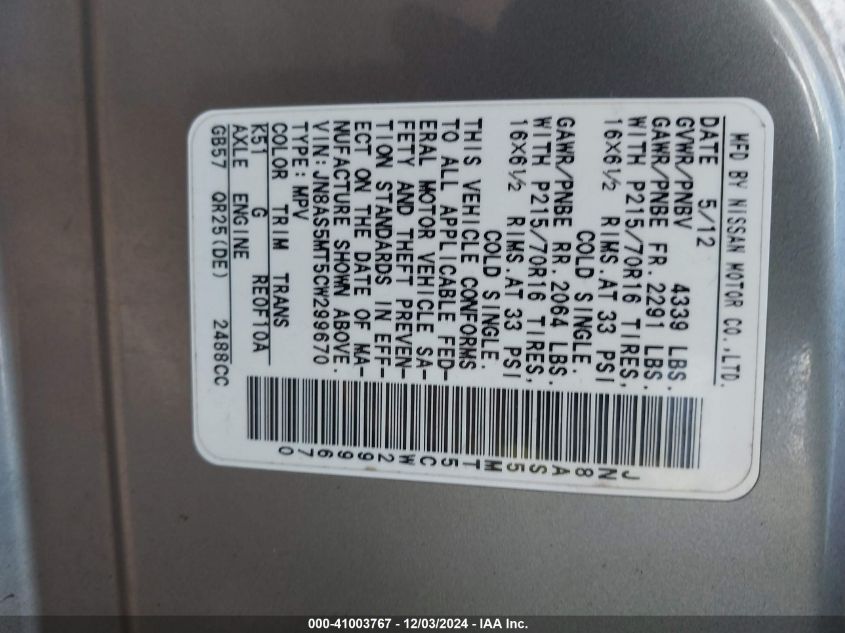 MFD BY NISSAN MOTOR CO.,LTD.
DATE 5/12
GVWR/PNBV 4339 LBS.
GAWR/PNBE FR. 2291 LBS.
WITH P215/70R16 TIRES,
16X6½ RIMS.AT 33 PSI
COLD SINGLE.
GAWR/PNBE RR. 2064 LBS.
WITH P215/70R16 TIRES,
16X6½ RIMS.AT 33 PSI
COLD SINGLE.
THIS VEHICLE CONFORMS
TO ALL APPLICABLE FED-
ERAL MOTOR VEHICLE SA-
FETY AND THEFT PREVEN-
TION STANDARDS IN EFF-
ECT ON THE DATE OF MA-
NUFACTURE SHOWN ABOVE.
VIN:JN8AS5MT5CW299670
TYPE:MPV
COLOR TRIM TRANS
K51 G RE0F10A
AXLE ENGINE
GB57 QR25(DE) 2488CC
JN8AS5MT5CW299670
000-41003767 - 12/03/2024 - IAA Inc.